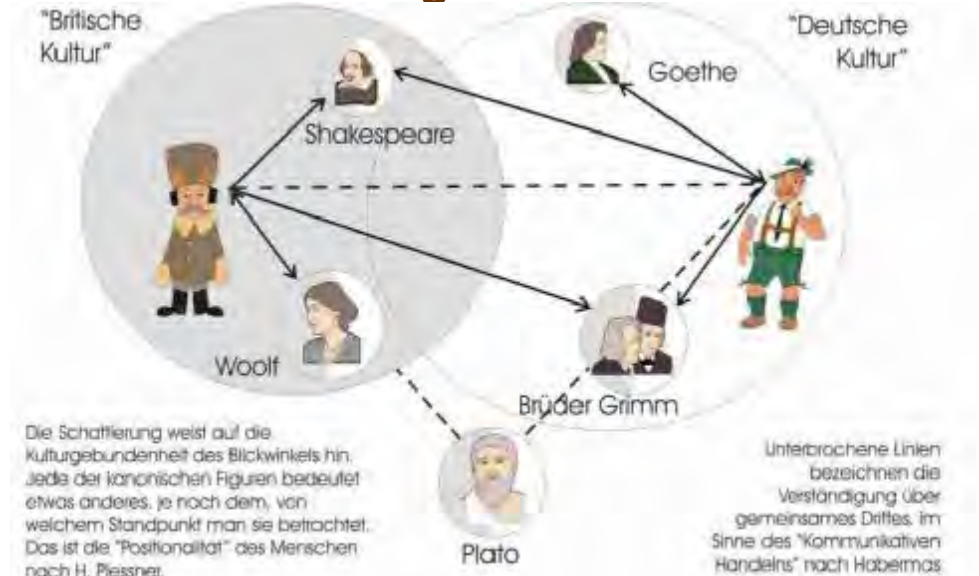 "Britische
Kultur"
"Deutsche
Kultur"
Goethe
Shakespeare
Woolf
Brüder Grimm
Plato
Die Schattierung weist auf die
Kulturgebundenheit des Blickwinkels hin.
Jede der kanonischen Figuren bedeutet
etwas anderes, je nach dem, von
welchem Standpunkt man sie betrachtet.
Das ist die "Positionalität" des Menschen
nach H. Plessner.
Unterbrochene Linien
bezeichnen die
Verständigung über
gemeinsames Drittes, im
Sinne des "Kommunikativen
Handelns" nach Habermas